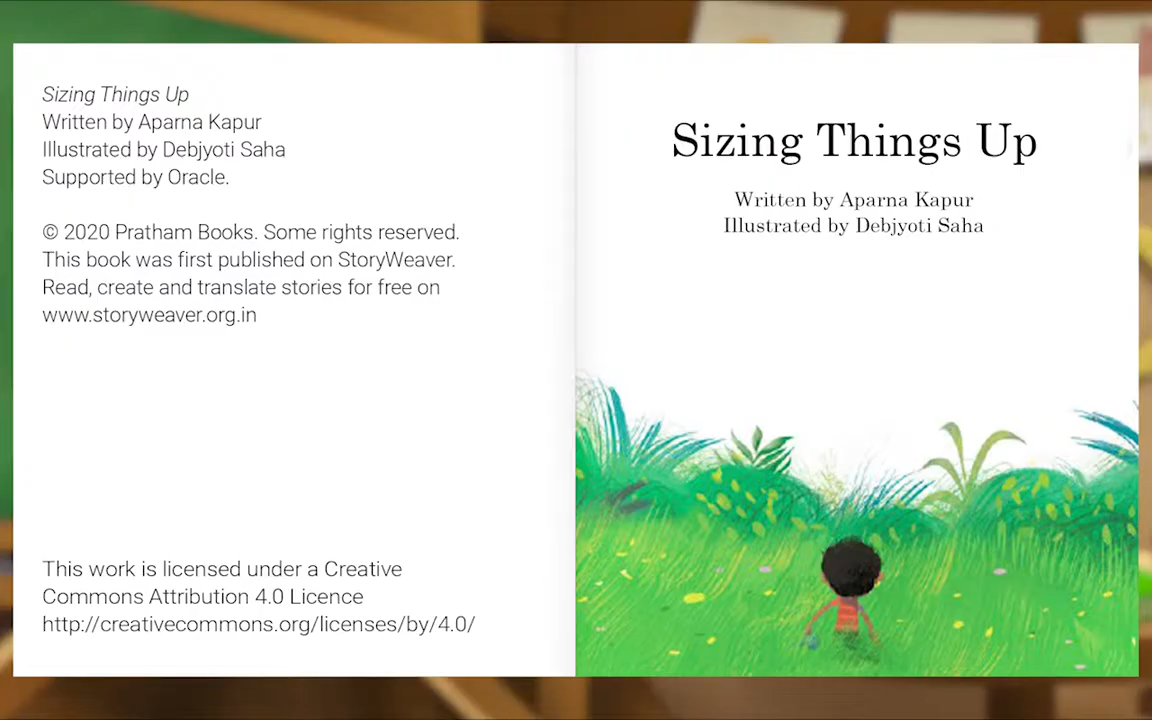 Sizing Things Up
Written by Aparna Kapur
Illustrated by Debjyoti Saha
Supported by Oracle.
© 2020 Pratham Books. Some rights reserved.
This book was first published on StoryWeaver.
Read, create and translate stories for free on
www.storyweaver.org.in
This work is licensed under a Creative
Commons Attribution 4.0 Licence
http://creativecommons.org/licenses/by/4.0/
Sizing Things Up
Written by Aparna Kapur
Illustrated by Debjyoti Saha